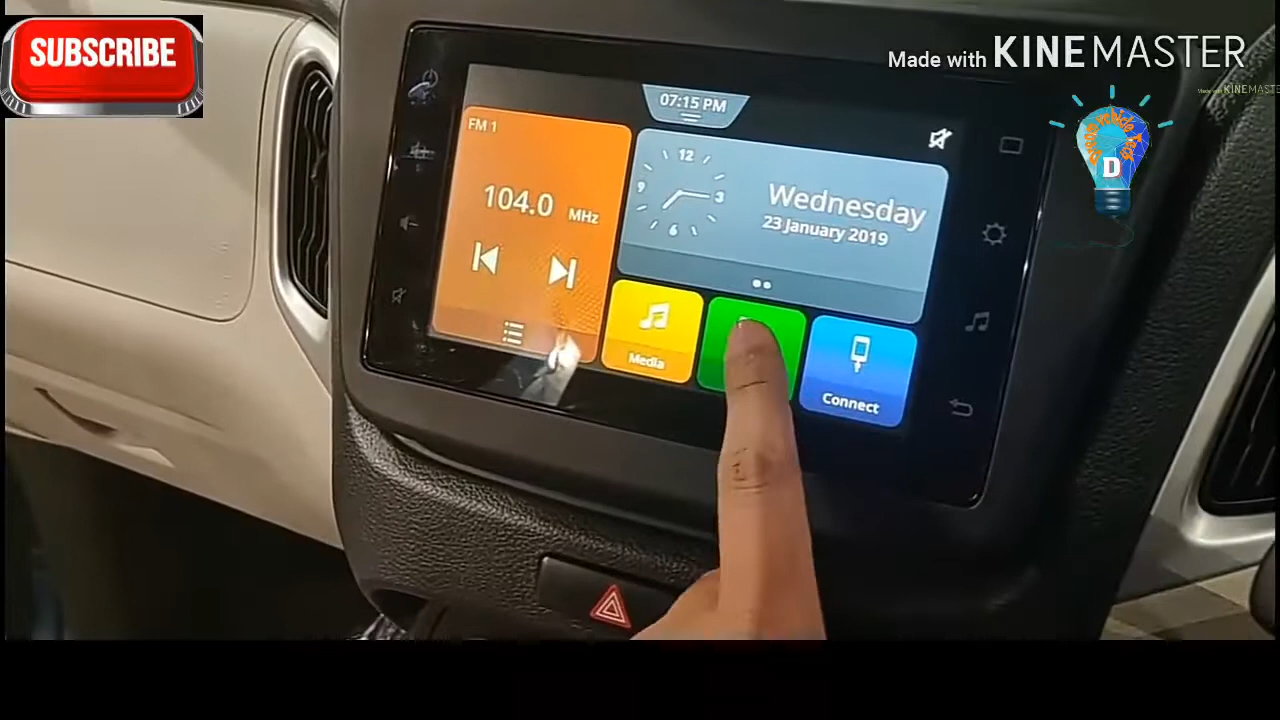 SUBSCRIBE
Made with KINEMASTER
07:15 PM
FM 1
104.0 MHz
12
3
6
9
Wednesday
23 January 2019
Media
Connect
D